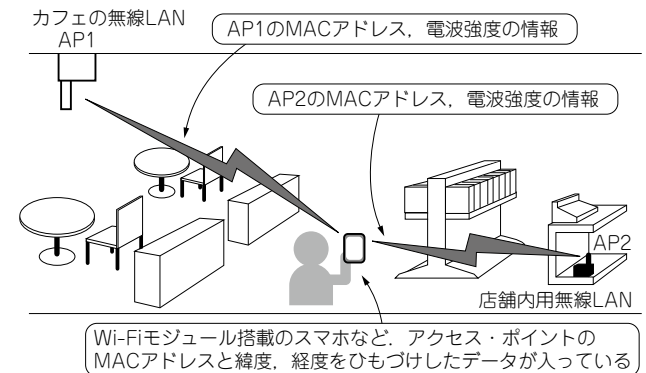 カフェの無線LAN
AP1
AP1のMACアドレス，電波強度の情報
AP2のMACアドレス，電波強度の情報
AP2
店舗内用無線LAN
Wi-Fiモジュール搭載のスマホなど．アクセス・ポイントの
MACアドレスと緯度，経度をひもづけしたデータが入っている